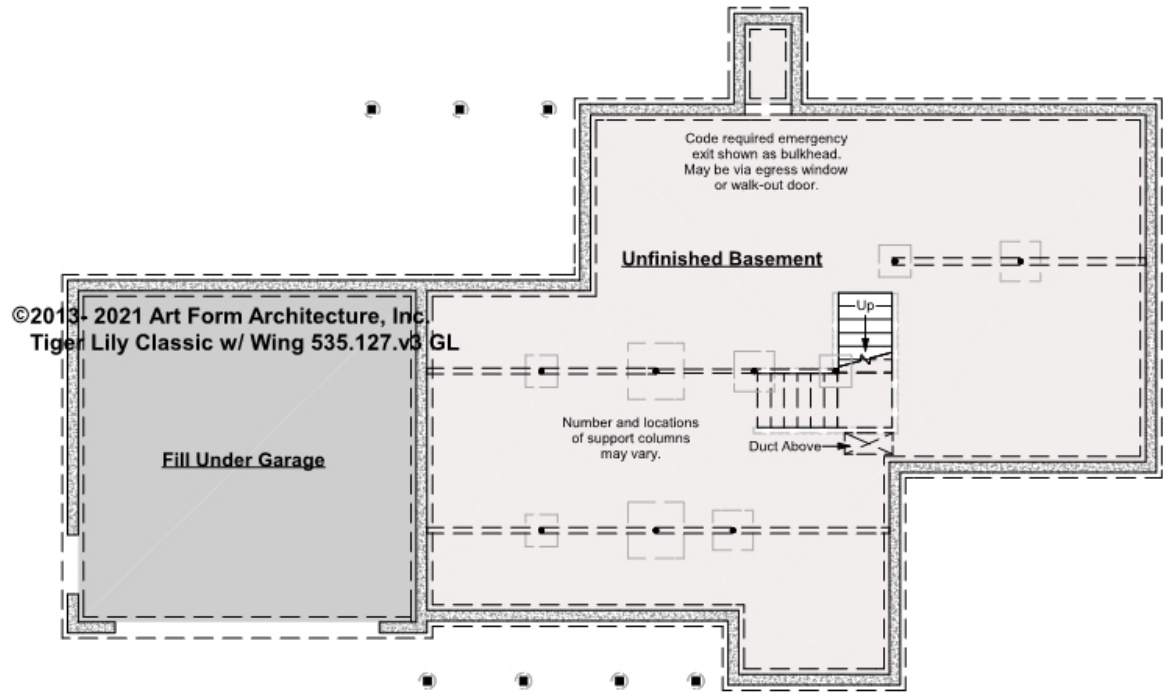 Code required emergency
exit shown as bulkhead.
May be via egress window
or walk-out door.
Unfinished Basement
Up
©2013- 2021 Art Form Architecture, Inc.
Tiger Lily Classic w/ Wing 535.127.v3 GL
Number and locations
of support columns
may vary.
Duct Above
Fill Under Garage